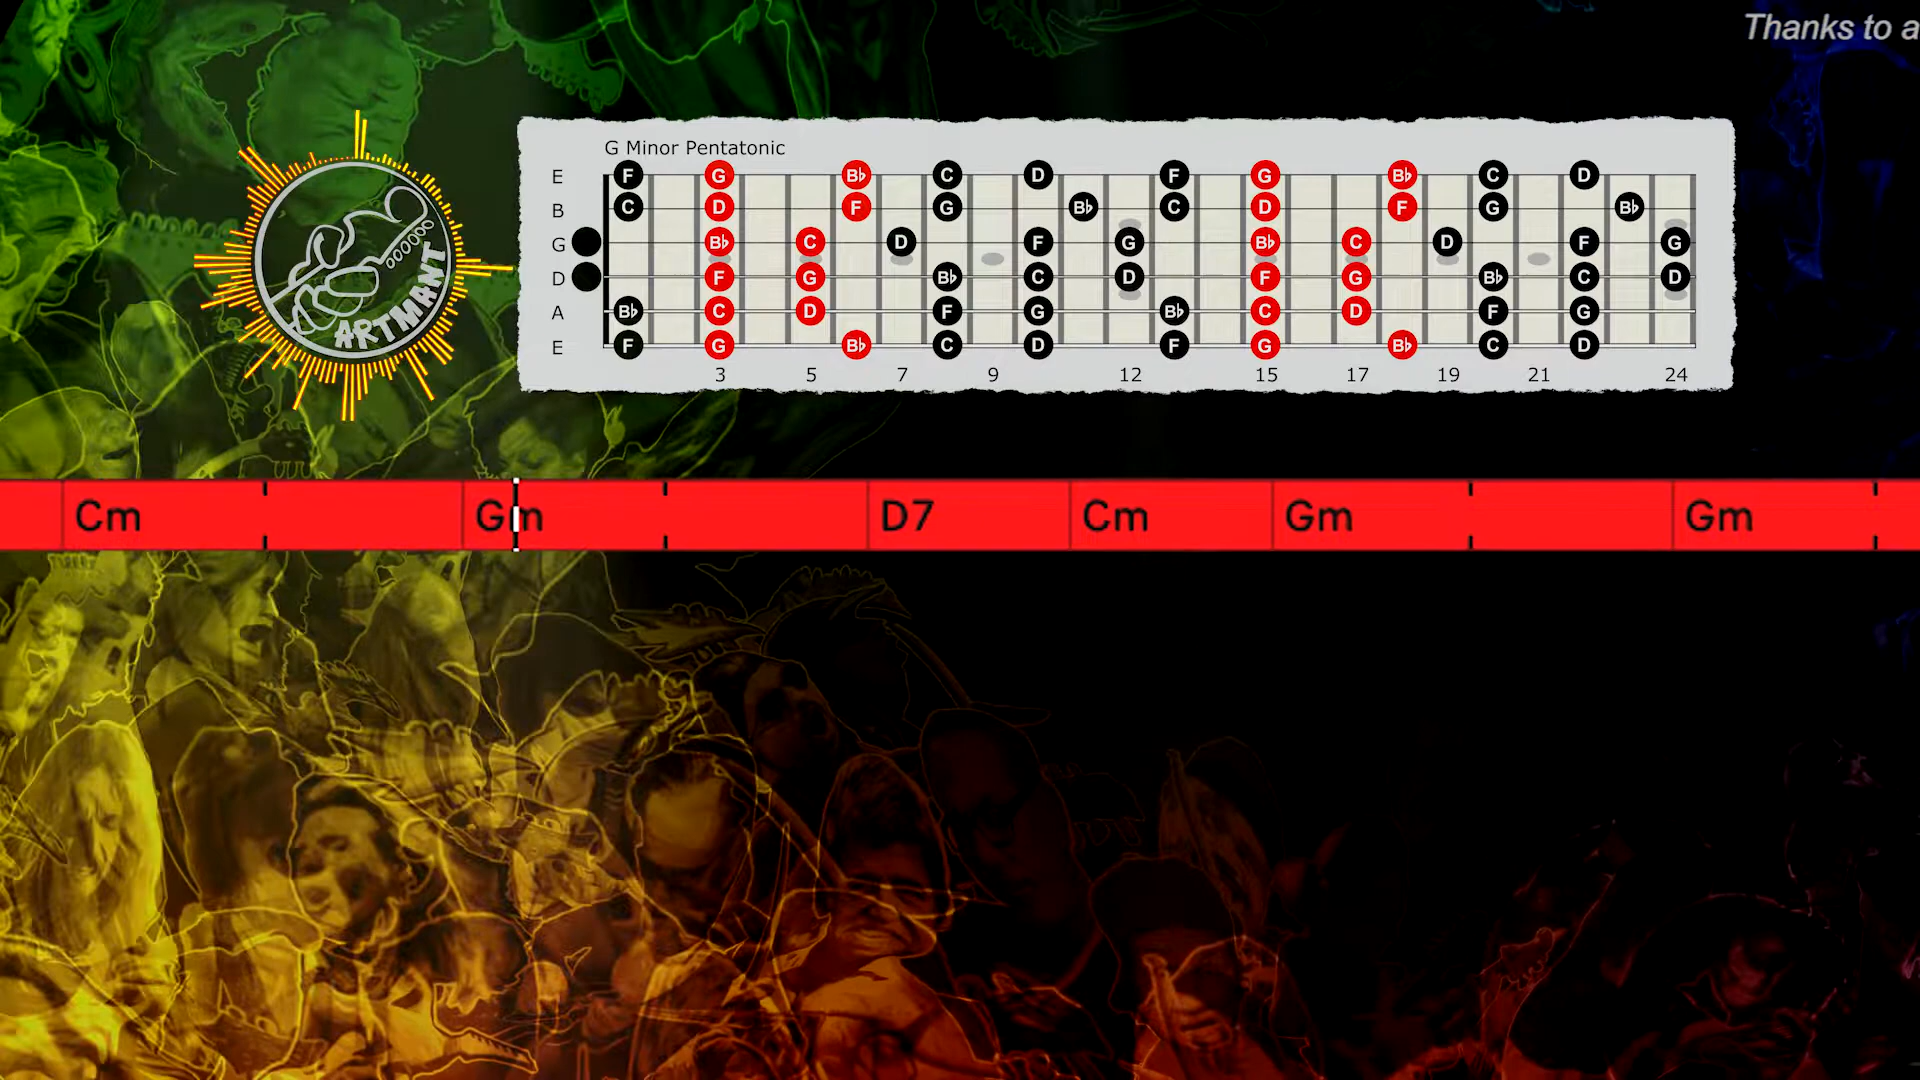 Thanks to a
G Minor Pentatonic
E F G B♭ C D F G B♭ C D
B C D F G B♭ C D F G B♭
G B♭ C D F G B♭ C D F G
D F G B♭ C D F G B♭ C D
A B♭ C D F G B♭ C D F G
E F G B♭ C D F G B♭ C D
3 5 7 9 12 15 17 19 21 24
ARTMANT
Cm Gm D7 Cm Gm Gm